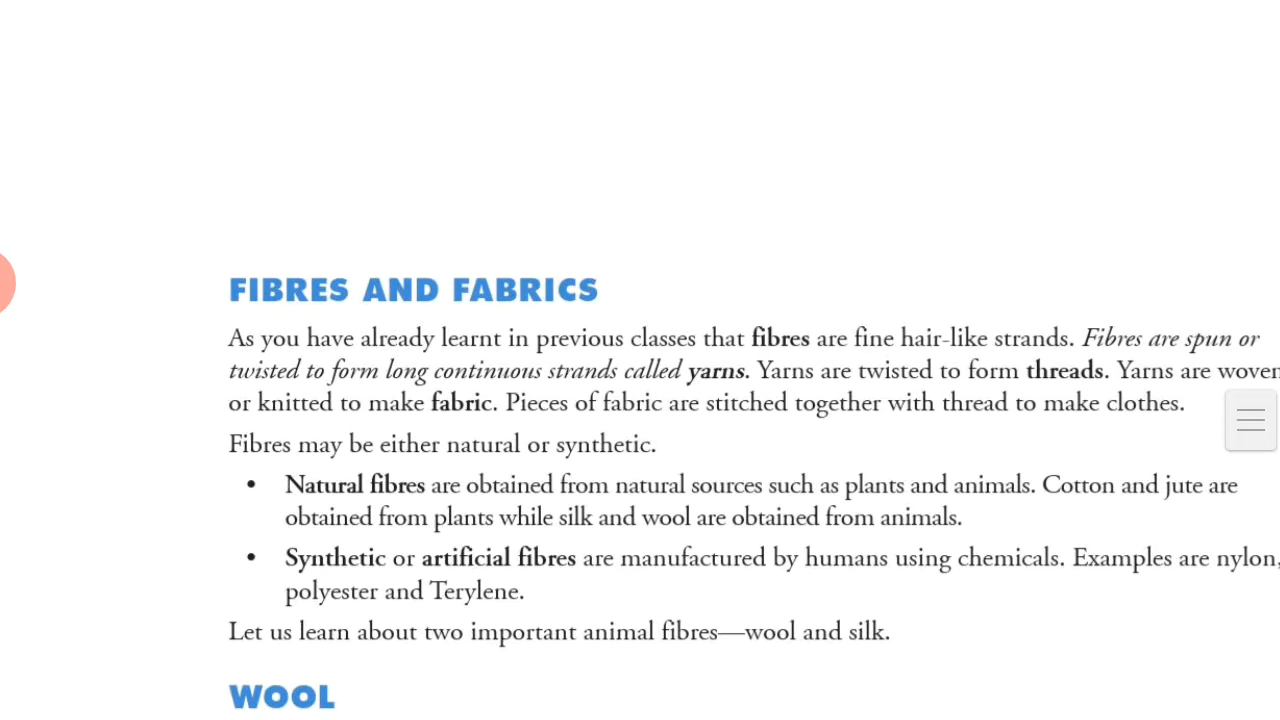 FIBRES AND FABRICS
As you have already learnt in previous classes that fibres are fine hair-like strands. Fibres are spun or
twisted to form long continuous strands called yarns. Yarns are twisted to form threads. Yarns are woven
or knitted to make fabric. Pieces of fabric are stitched together with thread to make clothes.
Fibres may be either natural or synthetic.
• Natural fibres are obtained from natural sources such as plants and animals. Cotton and jute are
obtained from plants while silk and wool are obtained from animals.
• Synthetic or artificial fibres are manufactured by humans using chemicals. Examples are nylon,
polyester and Terylene.
Let us learn about two important animal fibres—wool and silk.
WOOL